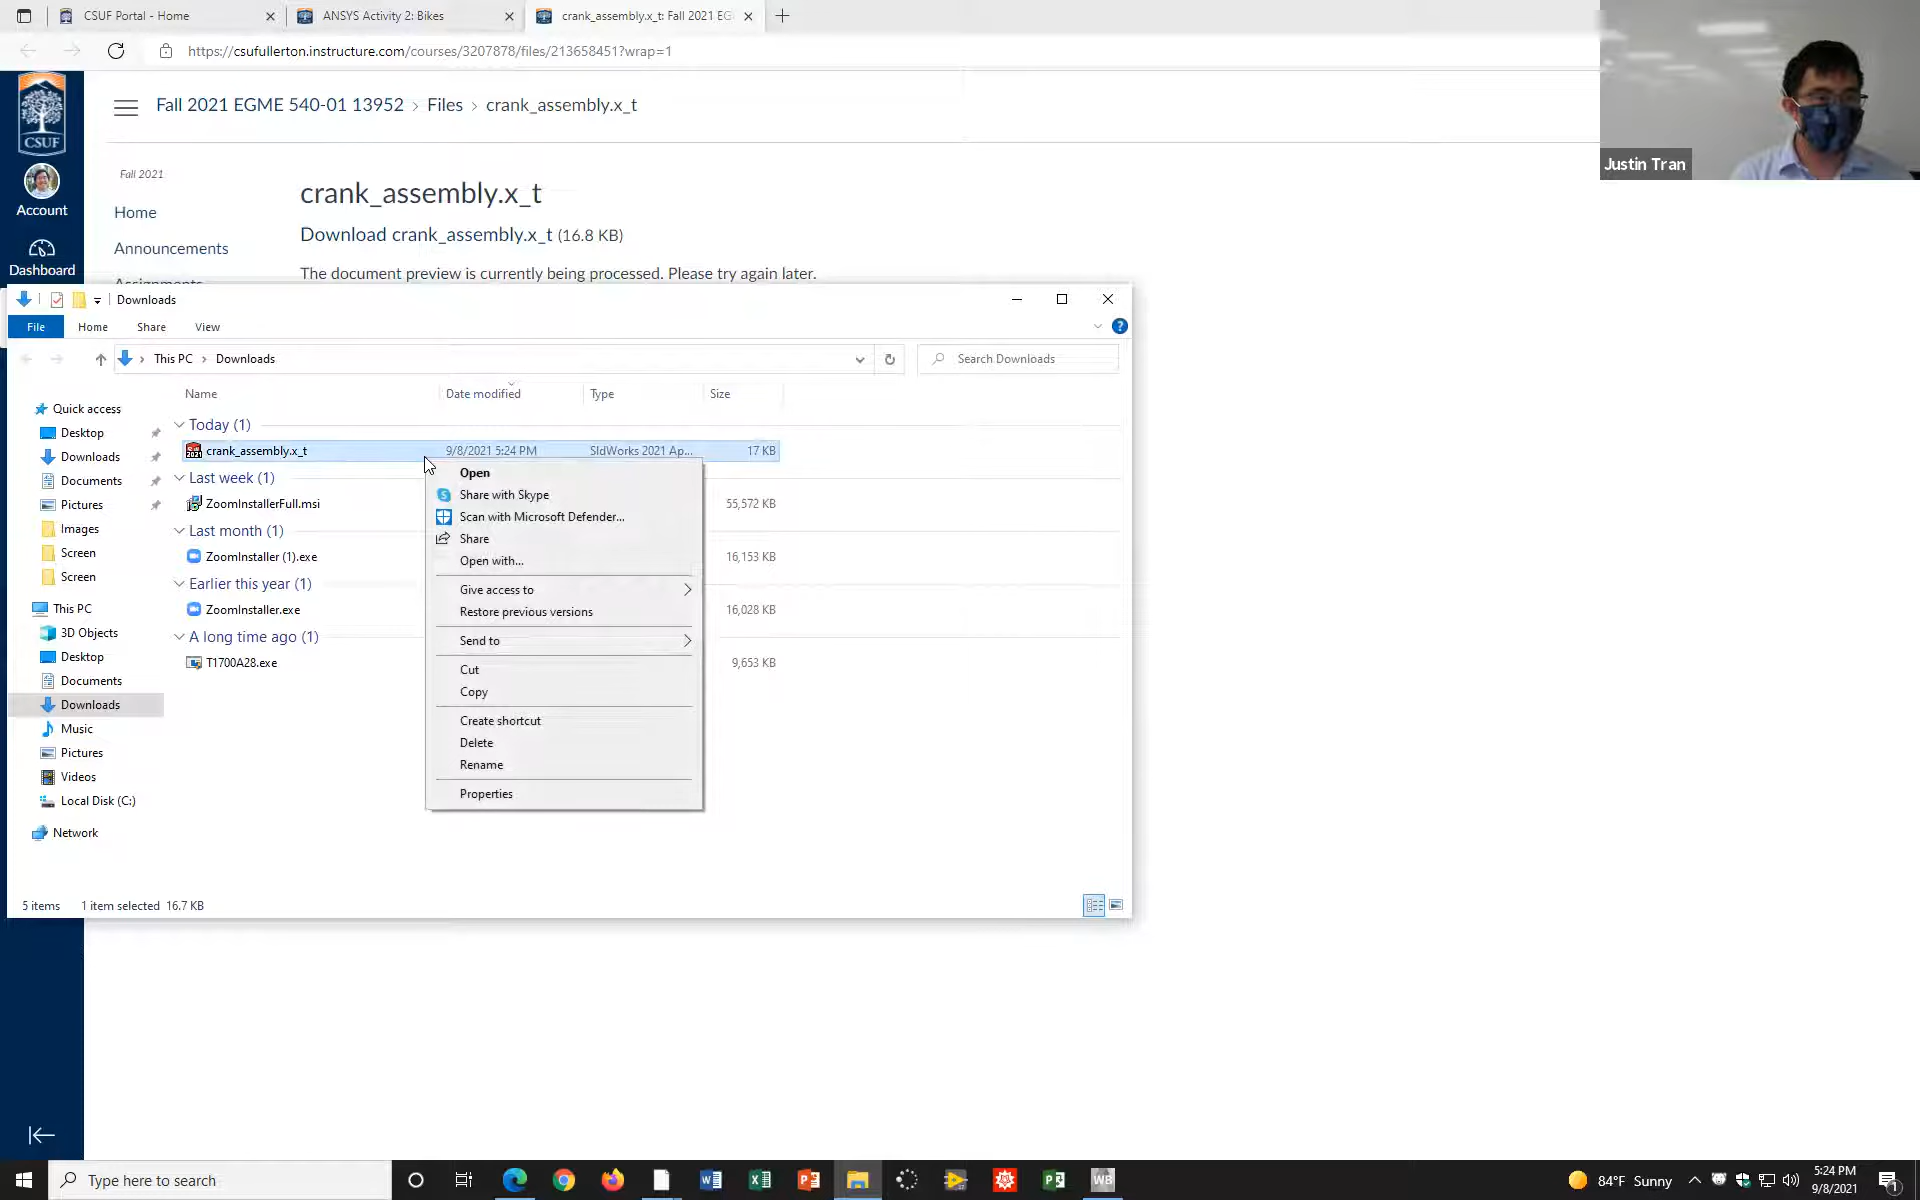 CSUF Portal - Home
ANSYS Activity 2: Bikes
crank_assembly.x_t: Fall 2021 EG
https://csufullerton.instructure.com/courses/3207878/files/213658451?wrap=1
CSUF
Account
Dashboard
Fall 2021 EGME 540-01 13952 › Files › crank_assembly.x_t
Fall 2021
Home
Announcements
Assignments
crank_assembly.x_t
Download crank_assembly.x_t (16.8 KB)
The document preview is currently being processed. Please try again later.
Justin Tran
Downloads
File Home Share View
This PC › Downloads
Search Downloads
Name Date modified Type Size
Quick access
Desktop
Downloads
Documents
Pictures
Images
Screen
Screen
This PC
3D Objects
Desktop
Documents
Downloads
Music
Pictures
Videos
Local Disk (C:)
Network
Today (1)
crank_assembly.x_t 9/8/2021 5:24 PM SldWorks 2021 Ap... 17 KB
Last week (1)
ZoomInstallerFull.msi 55,572 KB
Last month (1)
ZoomInstaller (1).exe 16,153 KB
Earlier this year (1)
ZoomInstaller.exe 16,028 KB
A long time ago (1)
T1700A28.exe 9,653 KB
Open
Share with Skype
Scan with Microsoft Defender...
Share
Open with...
Give access to
Restore previous versions
Send to
Cut
Copy
Create shortcut
Delete
Rename
Properties
5 items 1 item selected 16.7 KB
Type here to search
84°F Sunny
5:24 PM
9/8/2021